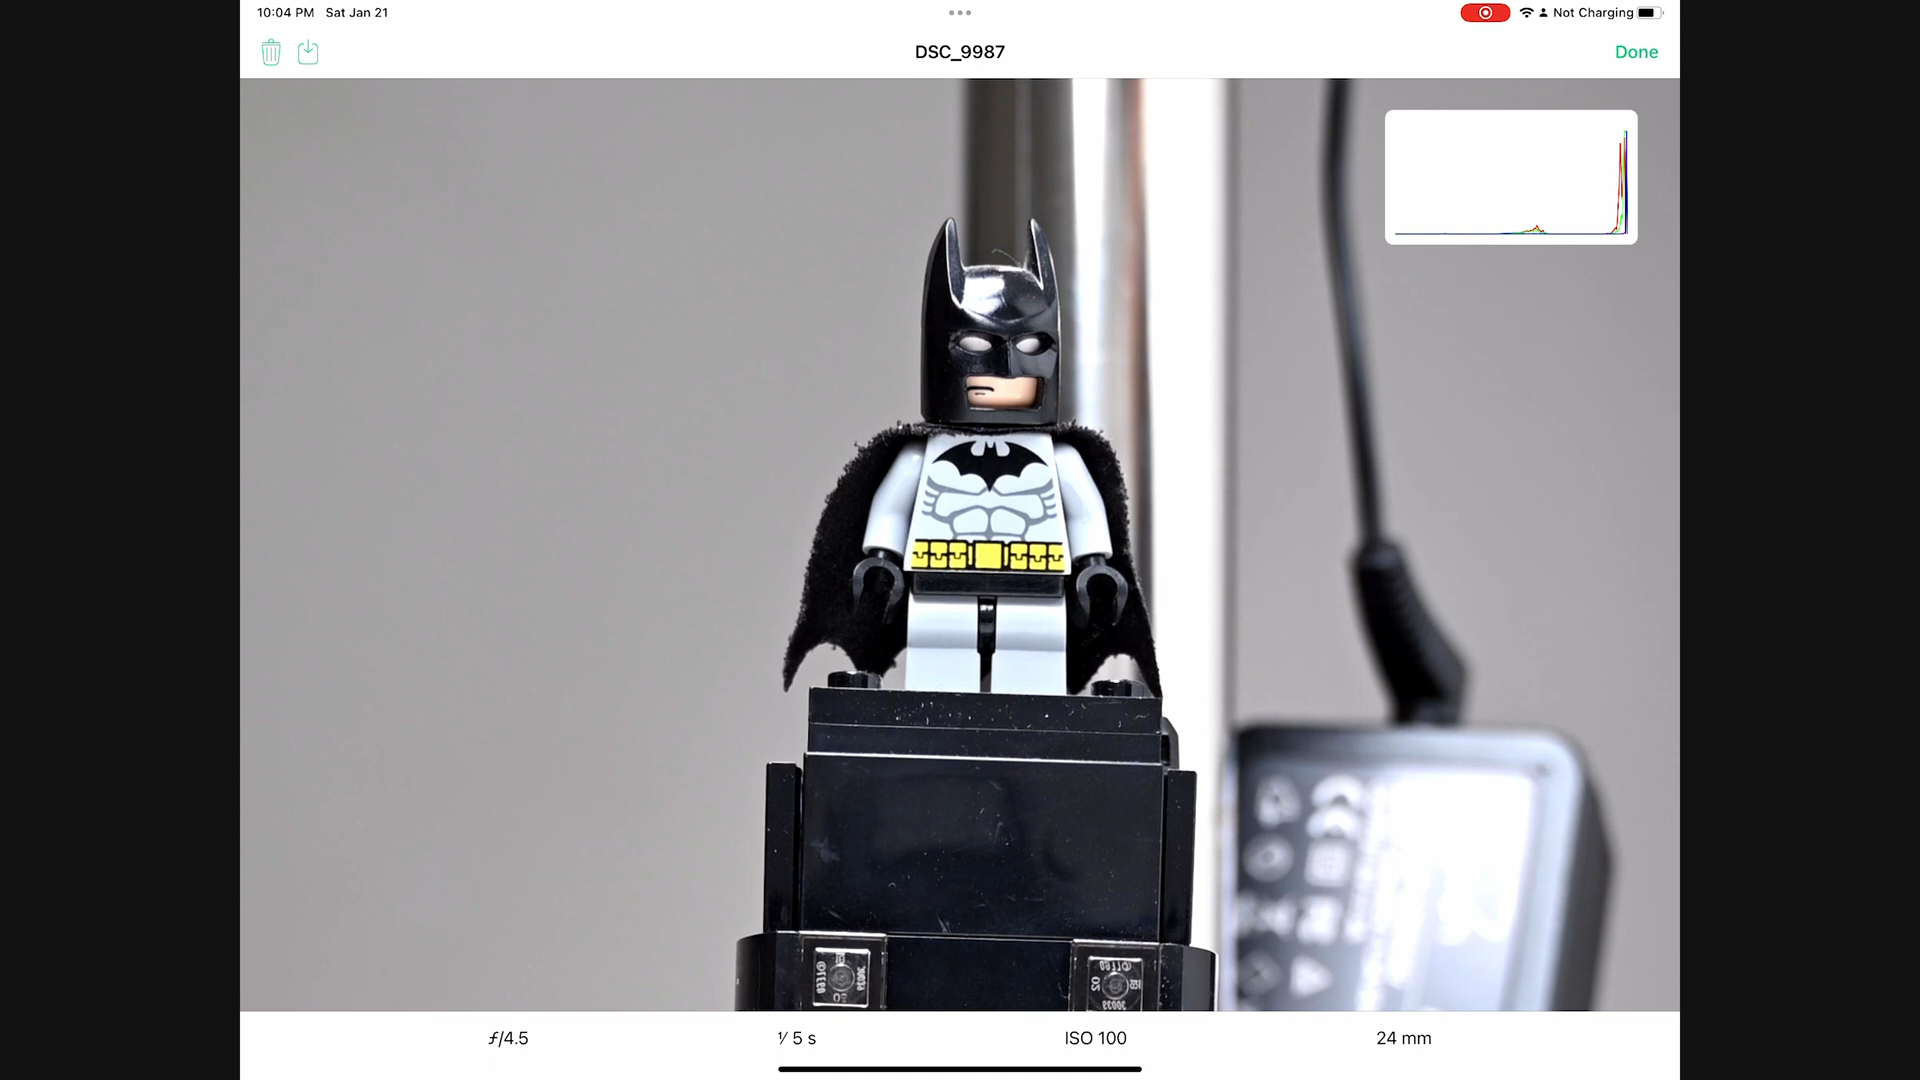 10:04 PM Sat Jan 21
Not Charging
DSC_9987
Done
ƒ/4.5
1/5 s
ISO 100
24 mm